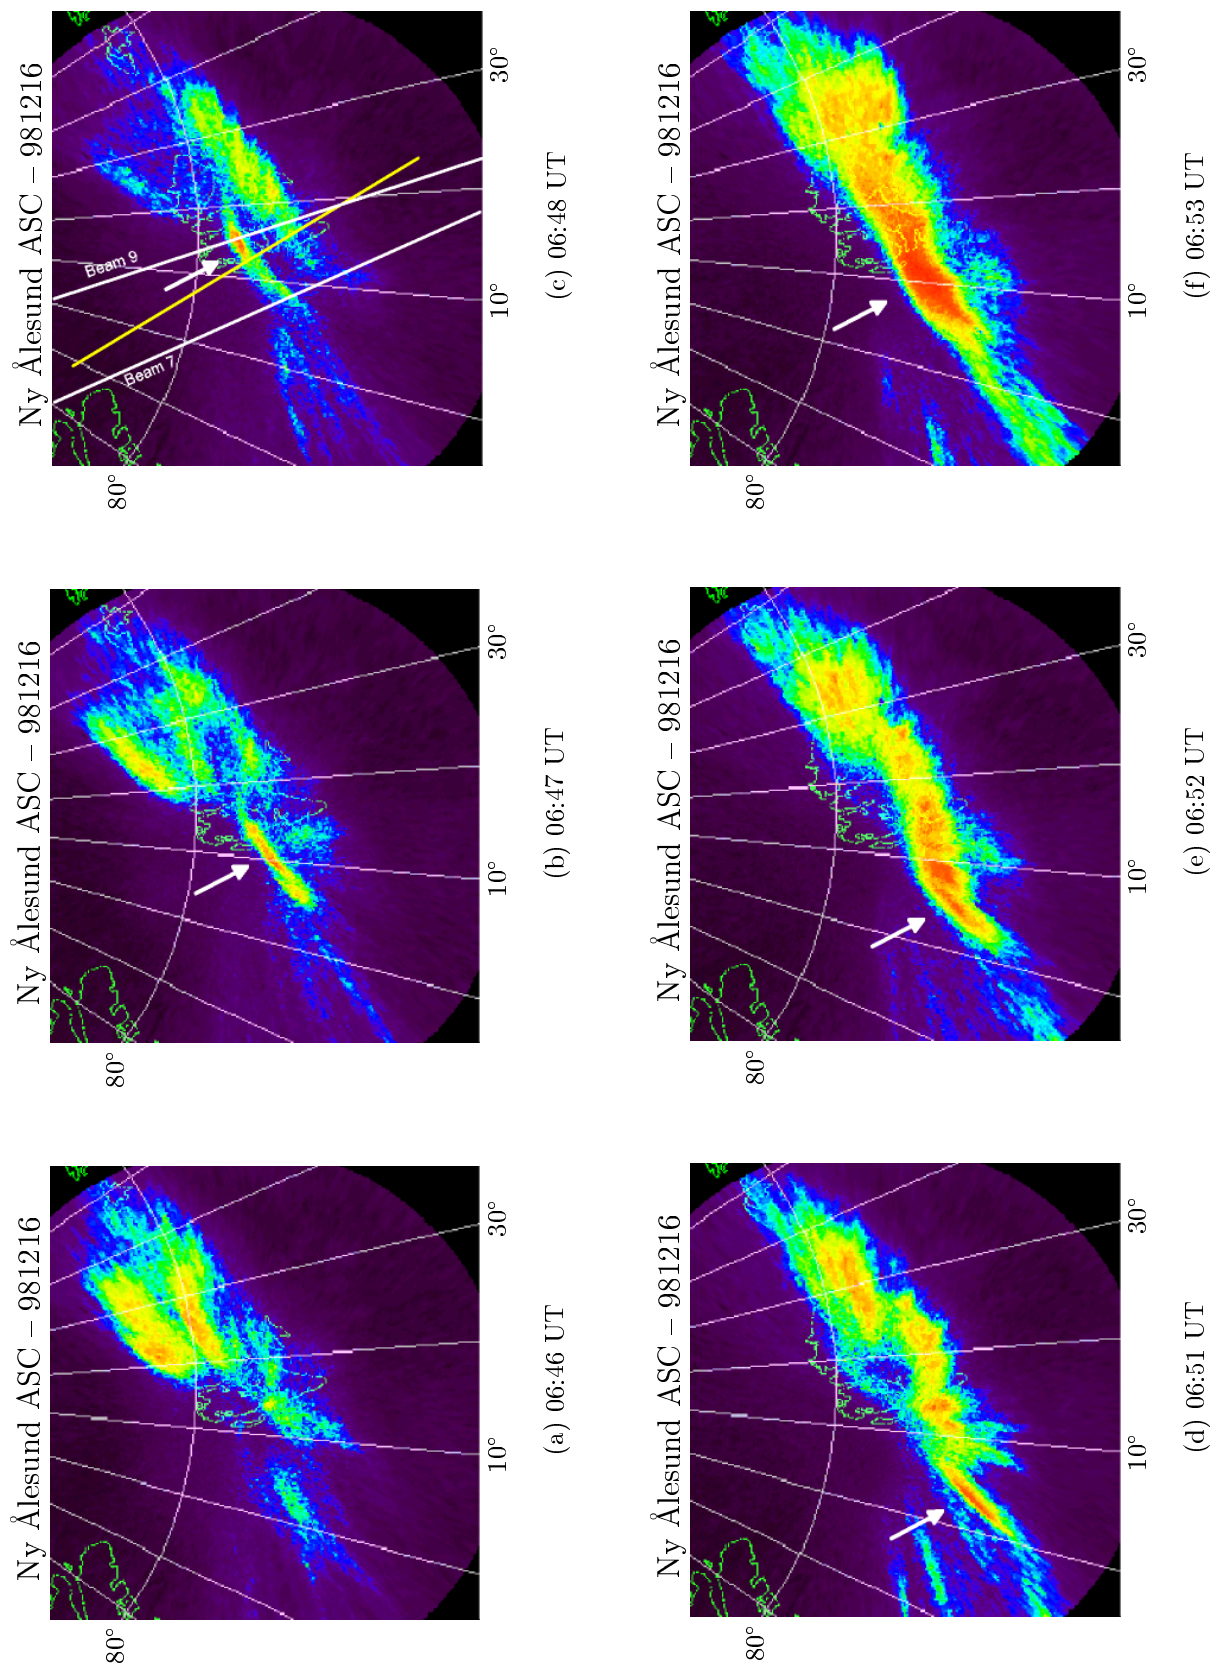 Ny Ålesund ASC – 981216
80°
10°
30°
(a) 06:46 UT
Ny Ålesund ASC – 981216
80°
10°
30°
(b) 06:47 UT
Ny Ålesund ASC – 981216
Beam 7
Beam 9
80°
10°
30°
(c) 06:48 UT
Ny Ålesund ASC – 981216
80°
10°
30°
(d) 06:51 UT
Ny Ålesund ASC – 981216
80°
10°
30°
(e) 06:52 UT
Ny Ålesund ASC – 981216
80°
10°
30°
(f) 06:53 UT